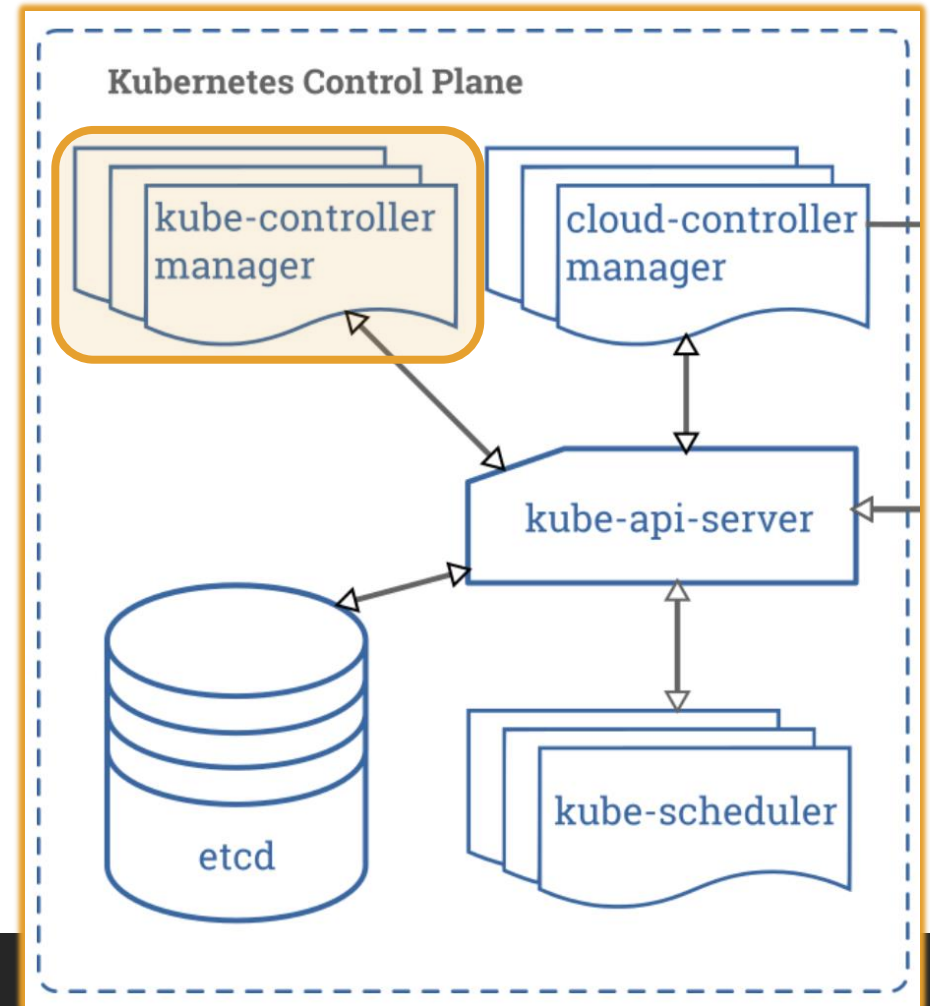 Kubernetes Control Plane
kube-controller
manager
cloud-controller
manager
kube-api-server
etcd
kube-scheduler